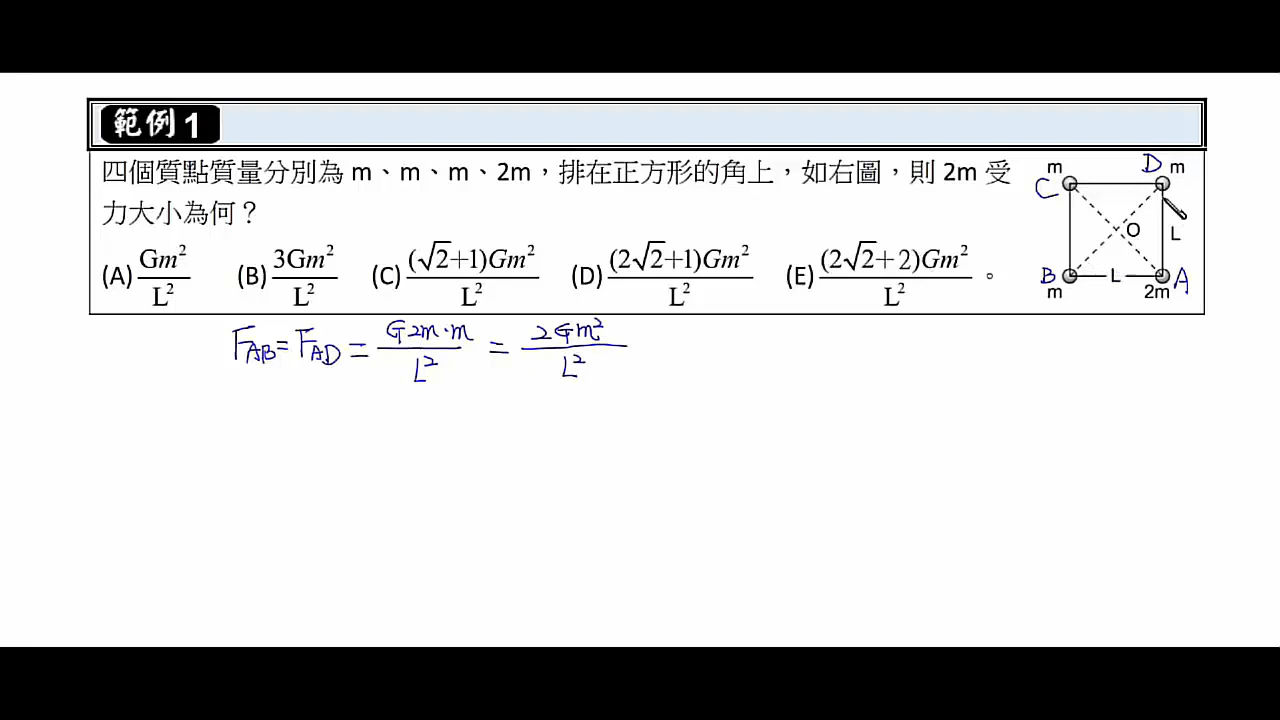 範例 1
四個質點質量分別為 m、m、m、2m，排在正方形的角上，如右圖，則 2m 受
力大小為何？
(A) Gm²/L² (B) 3Gm²/L² (C) (√2+1)Gm²/L² (D) (2√2+1)Gm²/L² (E) (2√2+2)Gm²/L² 。
m D m
C
O
L
B L A
m 2m
F_AB = F_AD = G2m·m/L² = 2Gm²/L²